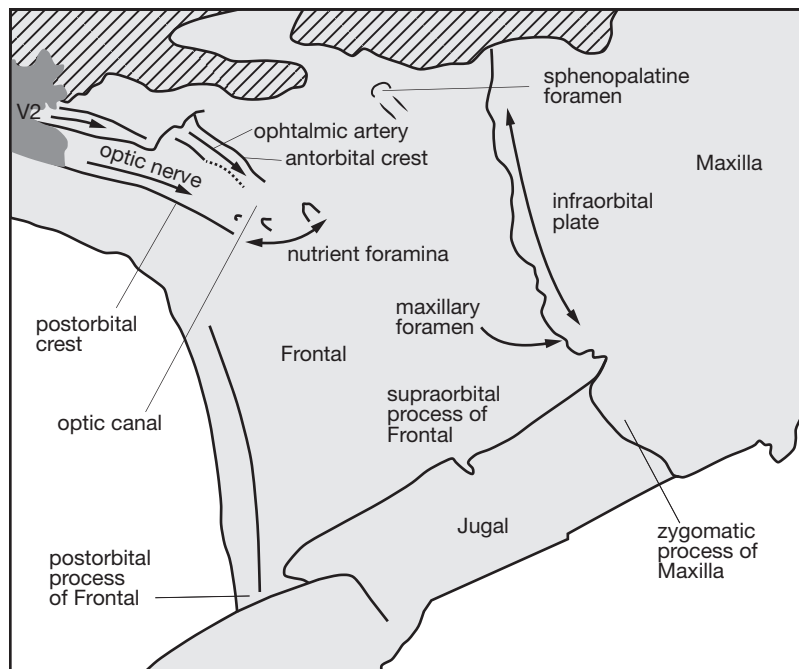 sphenopalatine
foramen
V2
ophtalmic artery
antorbital crest
optic nerve
Maxilla
infraorbital
plate
nutrient foramina
maxillary
foramen
postorbital
crest
Frontal
supraorbital
process of
Frontal
optic canal
Jugal
zygomatic
process of
Maxilla
postorbital
process
of Frontal